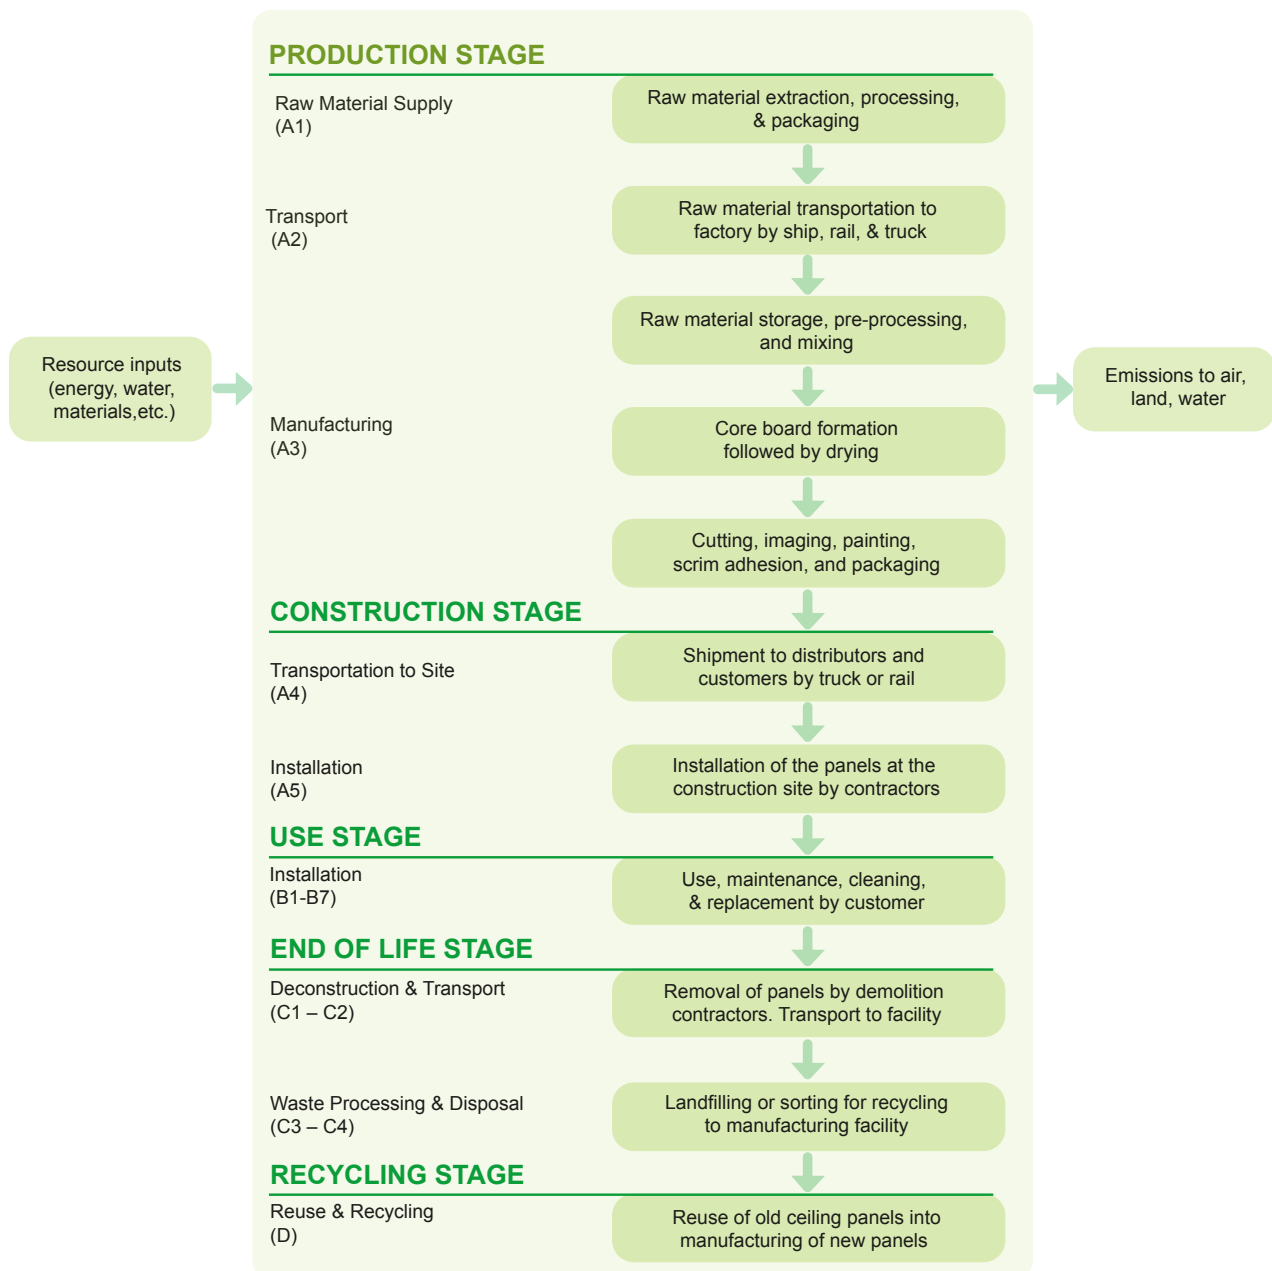 PRODUCTION STAGE
Raw Material Supply
(A1)
Raw material extraction, processing,
& packaging
Transport
(A2)
Raw material transportation to
factory by ship, rail, & truck
Raw material storage, pre-processing,
and mixing
Resource inputs
(energy, water,
materials,etc.)
Emissions to air,
land, water
Manufacturing
(A3)
Core board formation
followed by drying
Cutting, imaging, painting,
scrim adhesion, and packaging
CONSTRUCTION STAGE
Transportation to Site
(A4)
Shipment to distributors and
customers by truck or rail
Installation
(A5)
Installation of the panels at the
construction site by contractors
USE STAGE
Installation
(B1-B7)
Use, maintenance, cleaning,
& replacement by customer
END OF LIFE STAGE
Deconstruction & Transport
(C1 – C2)
Removal of panels by demolition
contractors. Transport to facility
Waste Processing & Disposal
(C3 – C4)
Landfilling or sorting for recycling
to manufacturing facility
RECYCLING STAGE
Reuse & Recycling
(D)
Reuse of old ceiling panels into
manufacturing of new panels